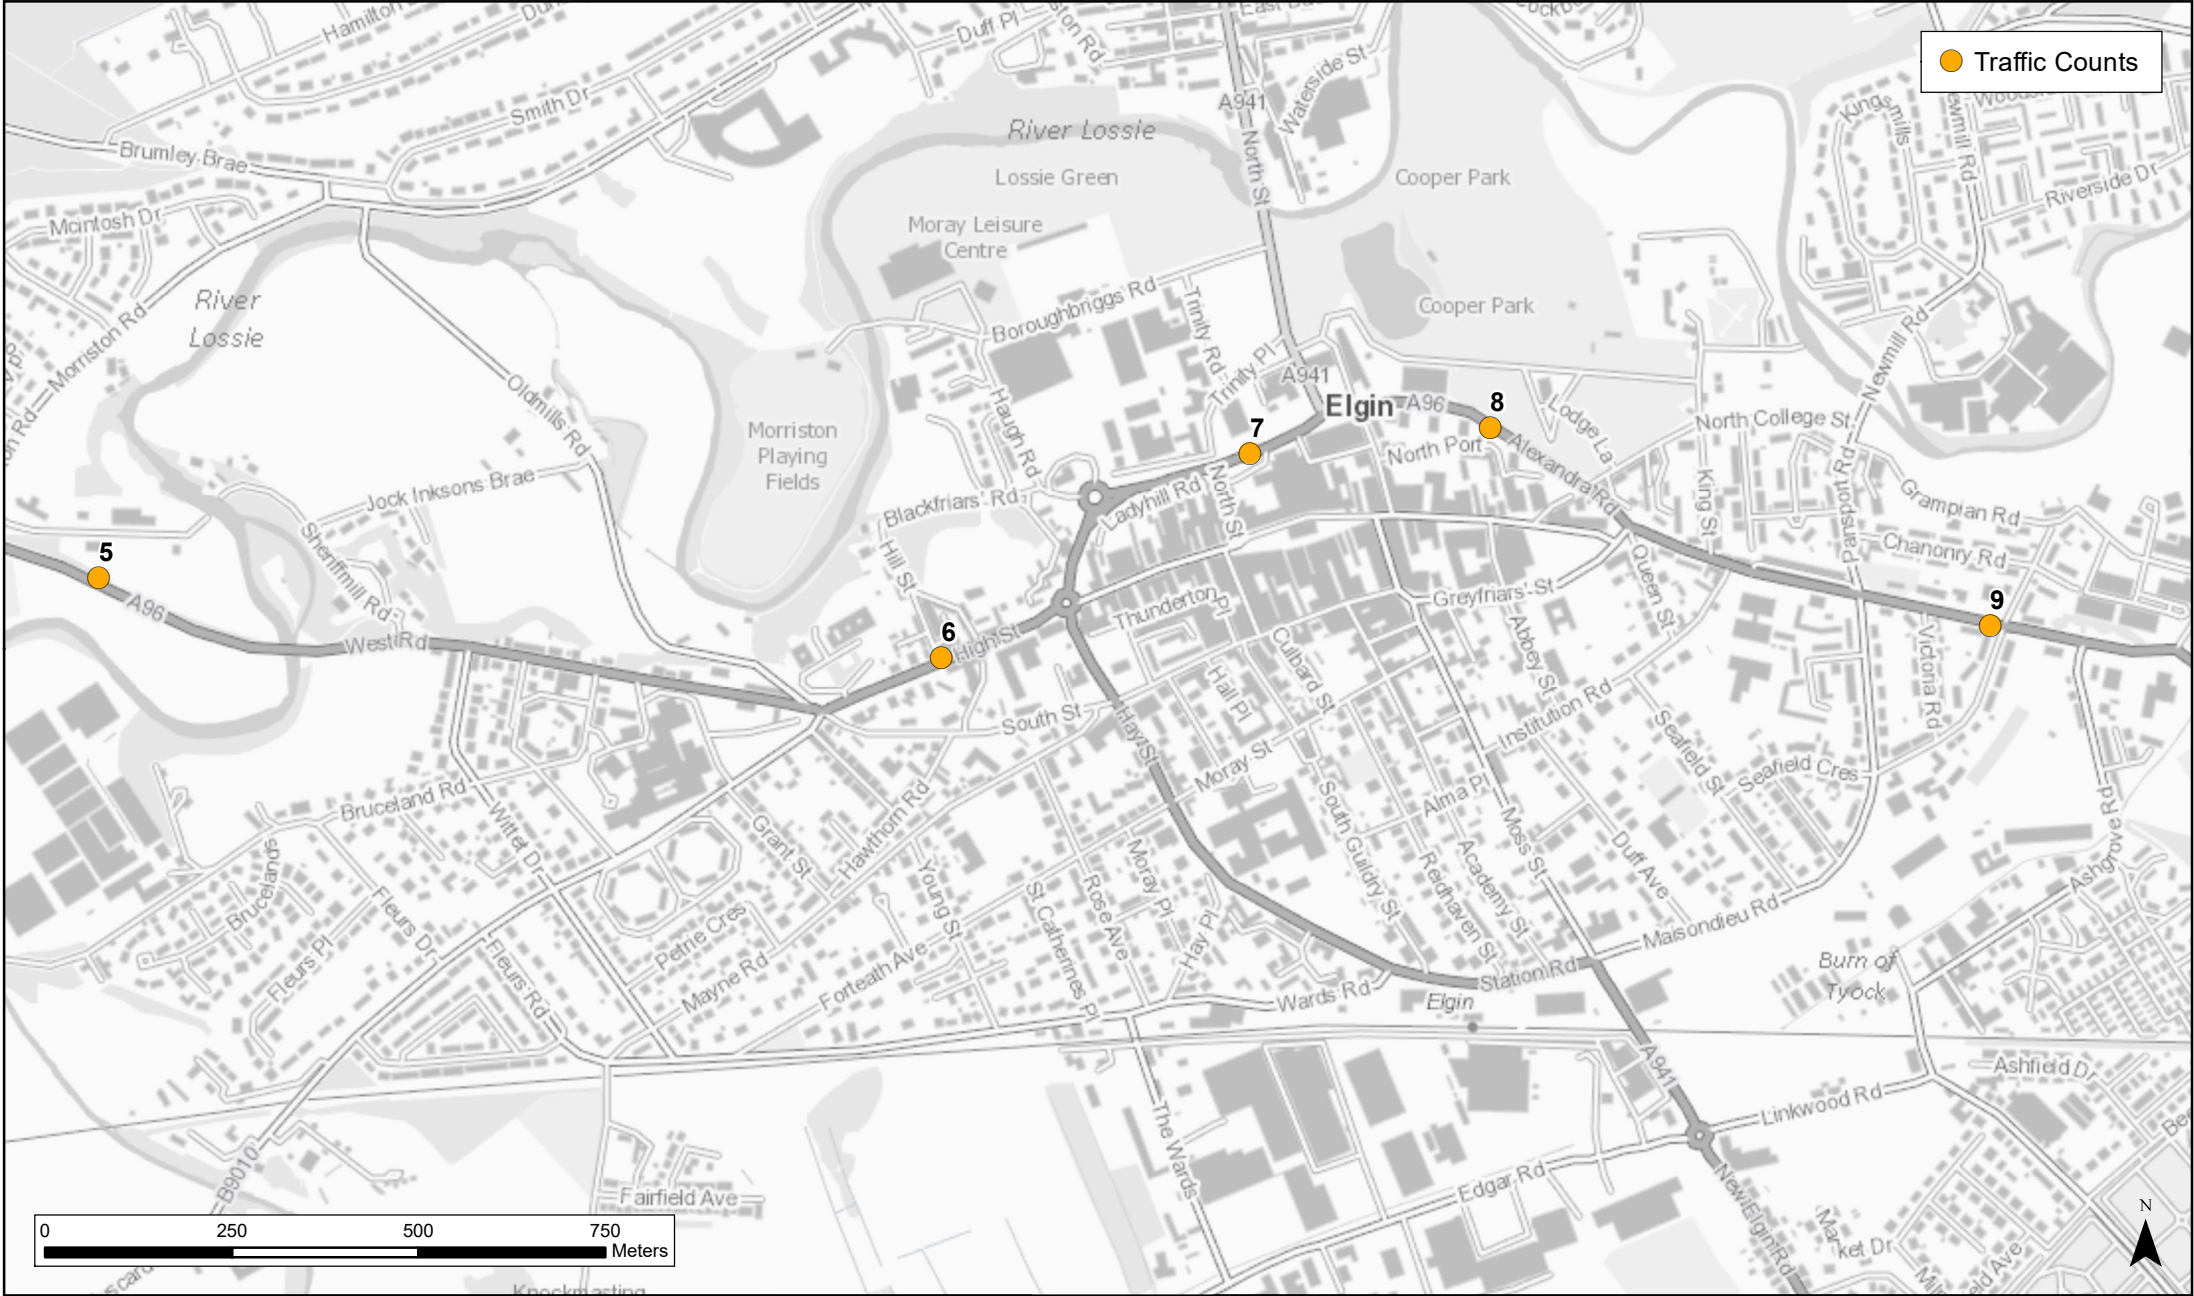 Hamilton
Duff Pl
East
Traffic Counts
Waterside St
A941
Smith Dr
River Lossie
North St
Kingsmills
Brumley Brae
Lossie Green
Cooper Park
Riverside Dr
Mcintosh Dr
Moray Leisure
Centre
River
Lossie
Boroughbriggs Rd
Trinity Rd
Cooper Park
Morriston Rd
Newmill Rd
Trinity Pl
A941
Oldmills Rd
Elgin
A96
8
Lodge La
North College St
Haugh Rd
Morriston
Playing
Fields
7
North Port
Alexandra Rd
King St
Pansport Rd
Jock Inksons Brae
Blackfriars' Rd
Ladyhill Rd
North St
Grampian Rd
Sheriffmill Rd
Hill St
Chanonry Rd
5
A96
Thunderton Pl
Greyfriars' St
Queen St
9
West Rd
6
High St
Culbard St
Abbey St
Victoria Rd
Hall Pl
Institution Rd
South St
Hay St
Seafield St
Moray St
Seafield Cres
Bruceland Rd
Wittet Dr
Alma Pl
Moss St
South Guildry St
Grant St
Hawthorn Rd
Duff Ave
Ashgrove Rd
Brucelands
Young St
Moray Pl
Academy St
Reidhaven St
Fleurs Dr
St Catherines Pl
Rose Ave
Petrie Cres
Maisondieu Rd
Fleurs Pl
Fleurs Rd
Hay Pl
Mayne Rd
Forteath Ave
Burn of
Tyock
Station Rd
Wards Rd
Elgin
A941
Ashfield Dr
Linkwood Rd
The Wards
B9010
Edgar Rd
New Elgin Rd
Fairfield Ave
N
0 250 500 750
Meters
Market Dr